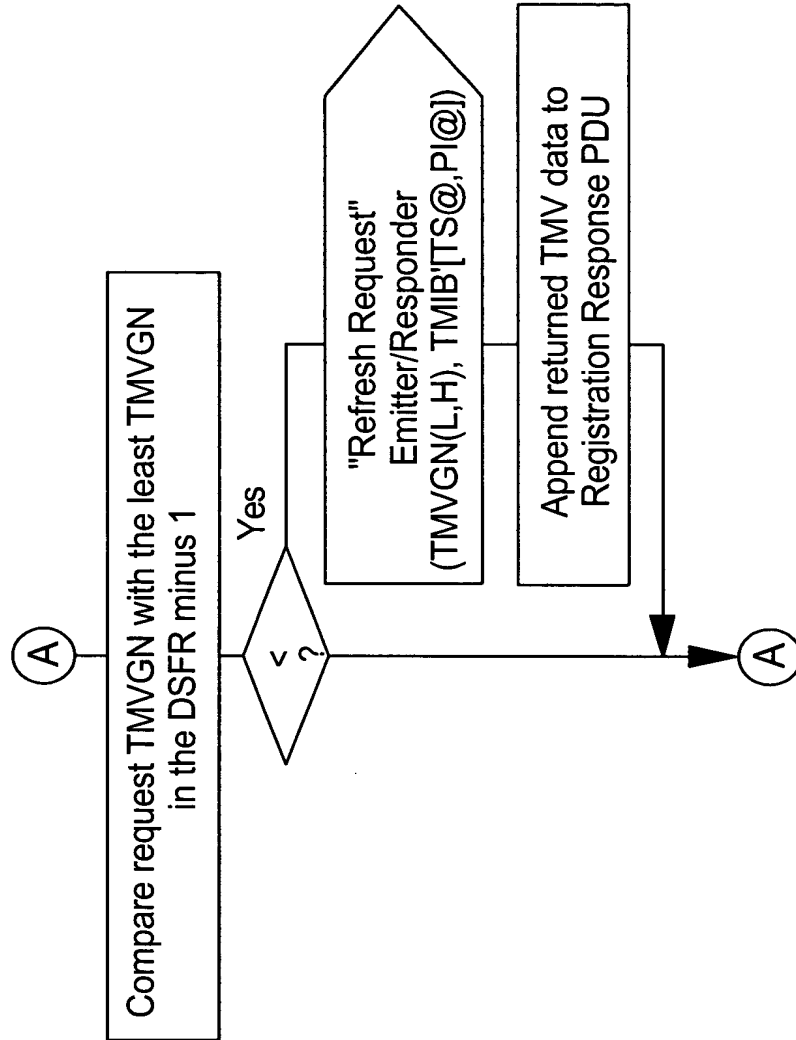 A
Compare request TMVGN with the least TMVGN
in the DSFR minus 1
<
?
Yes
"Refresh Request"
Emitter/Responder
(TMVGN(L,H), TMIB'[TS@,PI@])
Append returned TMV data to
Registration Response PDU
A